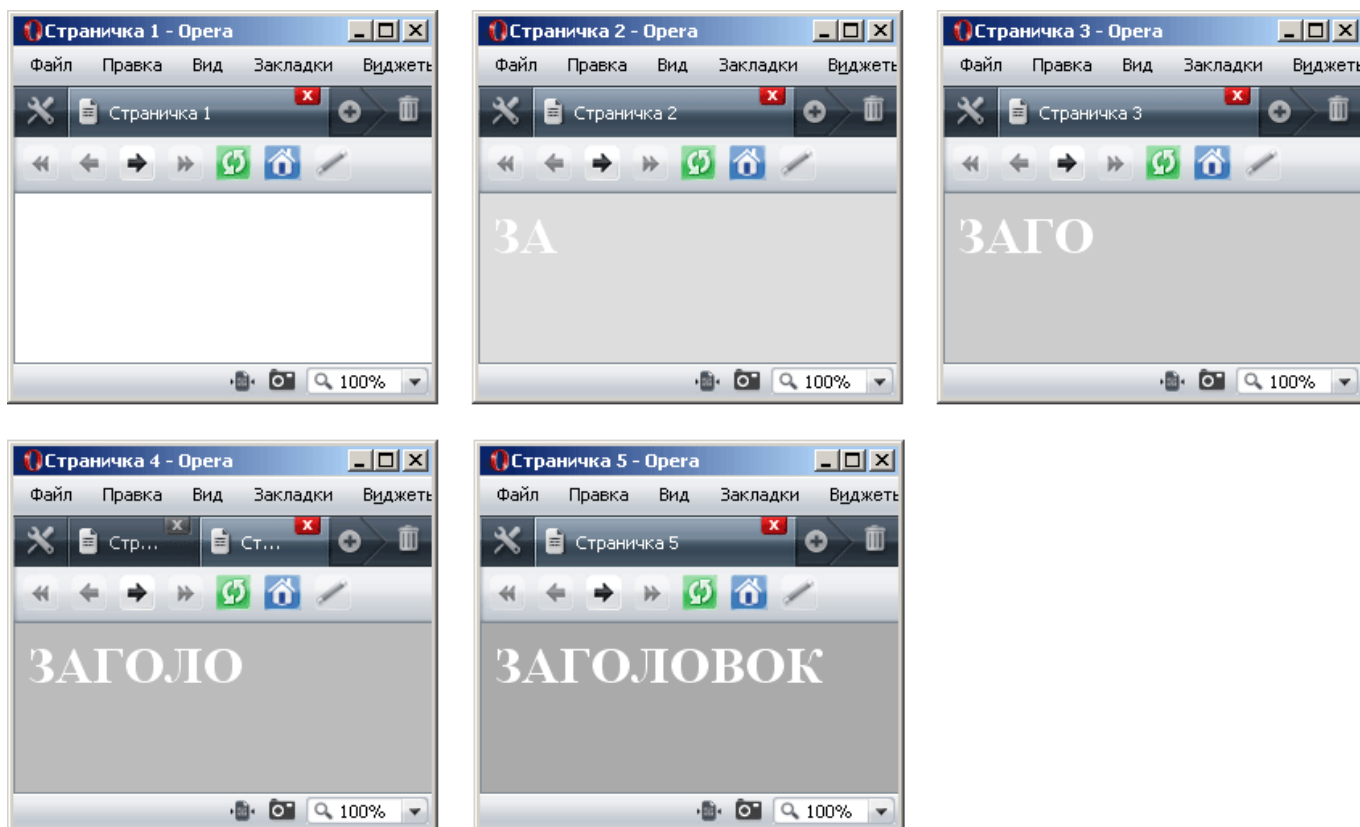 Страничка 1 - Opera
Файл Правка Вид Закладки Виджеть
Страничка 1
100%
Страничка 2 - Opera
Файл Правка Вид Закладки Виджеть
Страничка 2
ЗА
100%
Страничка 3 - Opera
Файл Правка Вид Закладки Виджеть
Страничка 3
ЗАГО
100%
Страничка 4 - Opera
Файл Правка Вид Закладки Виджеть
Стр... Ст...
ЗАГОЛО
100%
Страничка 5 - Opera
Файл Правка Вид Закладки Виджеть
Страничка 5
ЗАГОЛОВОК
100%